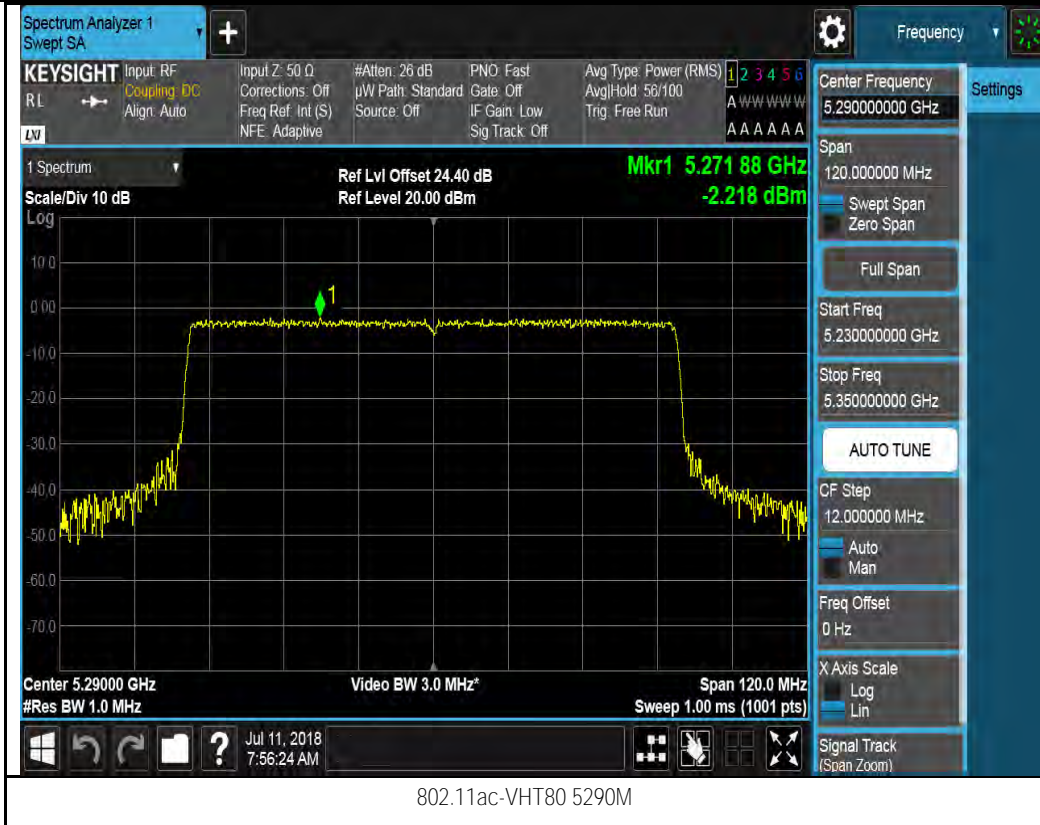 Spectrum Analyzer 1
Swept SA
+
Frequency
KEYSIGHT
RL
LXI
Input: RF
Coupling: DC
Align: Auto
Input Z: 50 Ω
Corrections: Off
Freq Ref: Int (S)
NFE: Adaptive
#Atten: 26 dB
µW Path: Standard
Source: Off
PNO: Fast
Gate: Off
IF Gain: Low
Sig Track: Off
Avg Type: Power (RMS)
Avg|Hold: 56/100
Trig: Free Run
1 2 3 4 5 6
A W W W W W
A A A A A A
1 Spectrum
Scale/Div 10 dB
Ref Lvl Offset 24.40 dB
Ref Level 20.00 dBm
Mkr1 5.271 88 GHz
-2.218 dBm
Log
10.0
0.00
-10.0
-20.0
-30.0
-40.0
-50.0
-60.0
-70.0
1
Center 5.29000 GHz
#Res BW 1.0 MHz
Video BW 3.0 MHz*
Span 120.0 MHz
Sweep 1.00 ms (1001 pts)
Center Frequency
5.290000000 GHz
Settings
Span
120.000000 MHz
Swept Span
Zero Span
Full Span
Start Freq
5.230000000 GHz
Stop Freq
5.350000000 GHz
AUTO TUNE
CF Step
12.000000 MHz
Auto
Man
Freq Offset
0 Hz
X Axis Scale
Log
Lin
Signal Track
(Span Zoom)
?
Jul 11, 2018
7:56:24 AM
802.11ac-VHT80 5290M